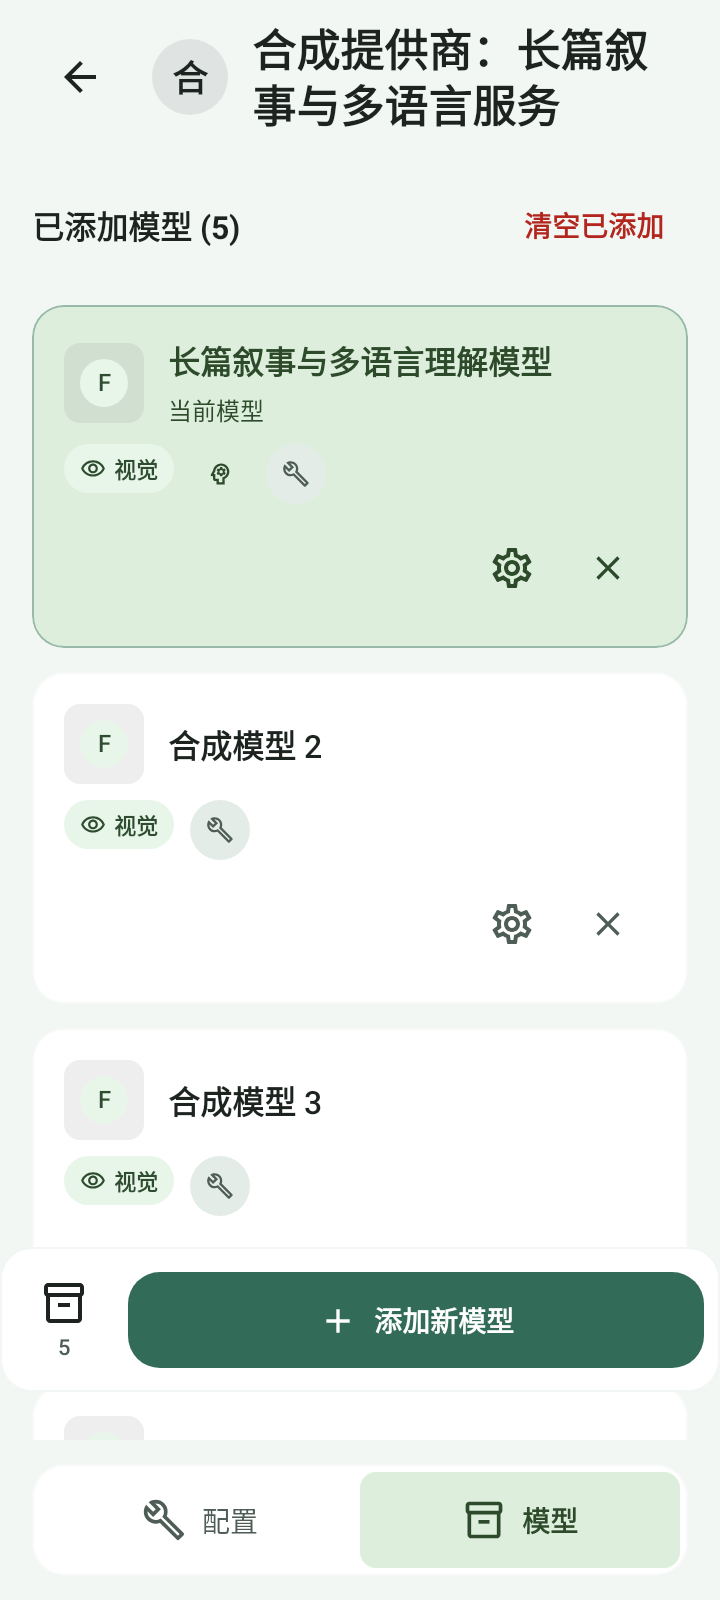 合
合成提供商：长篇叙
事与多语言服务
已添加模型 (5)
清空已添加
F
长篇叙事与多语言理解模型
当前模型
视觉
F
合成模型 2
视觉
F
合成模型 3
视觉
5
添加新模型
配置
模型